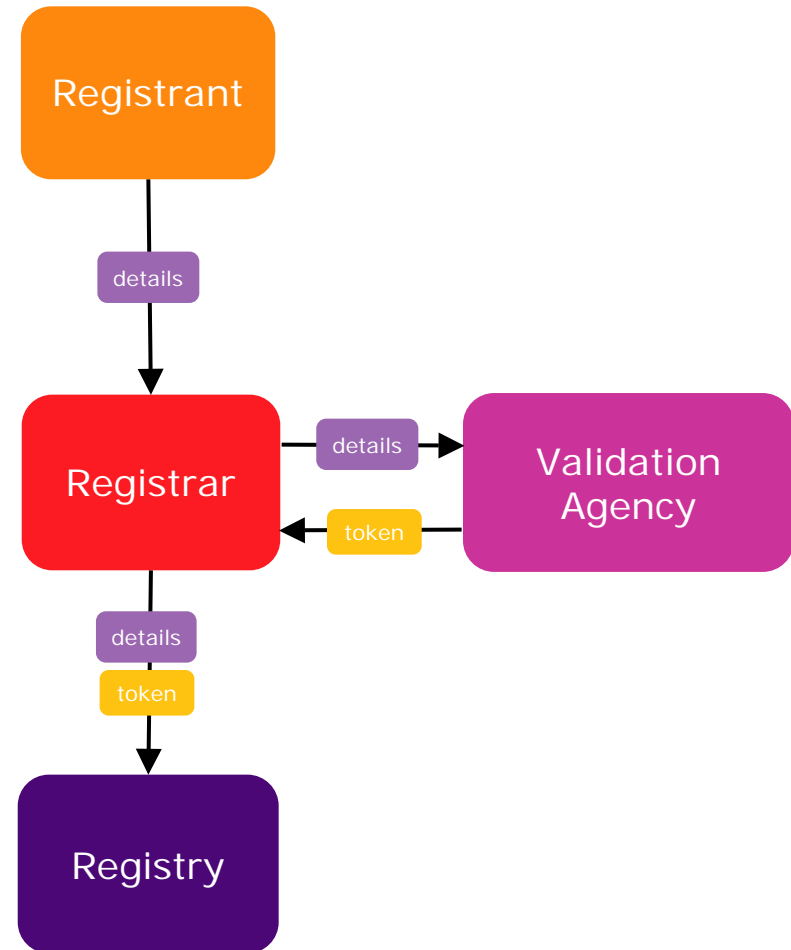 Registrant
details
Registrar
details
token
Validation
Agency
details
token
Registry